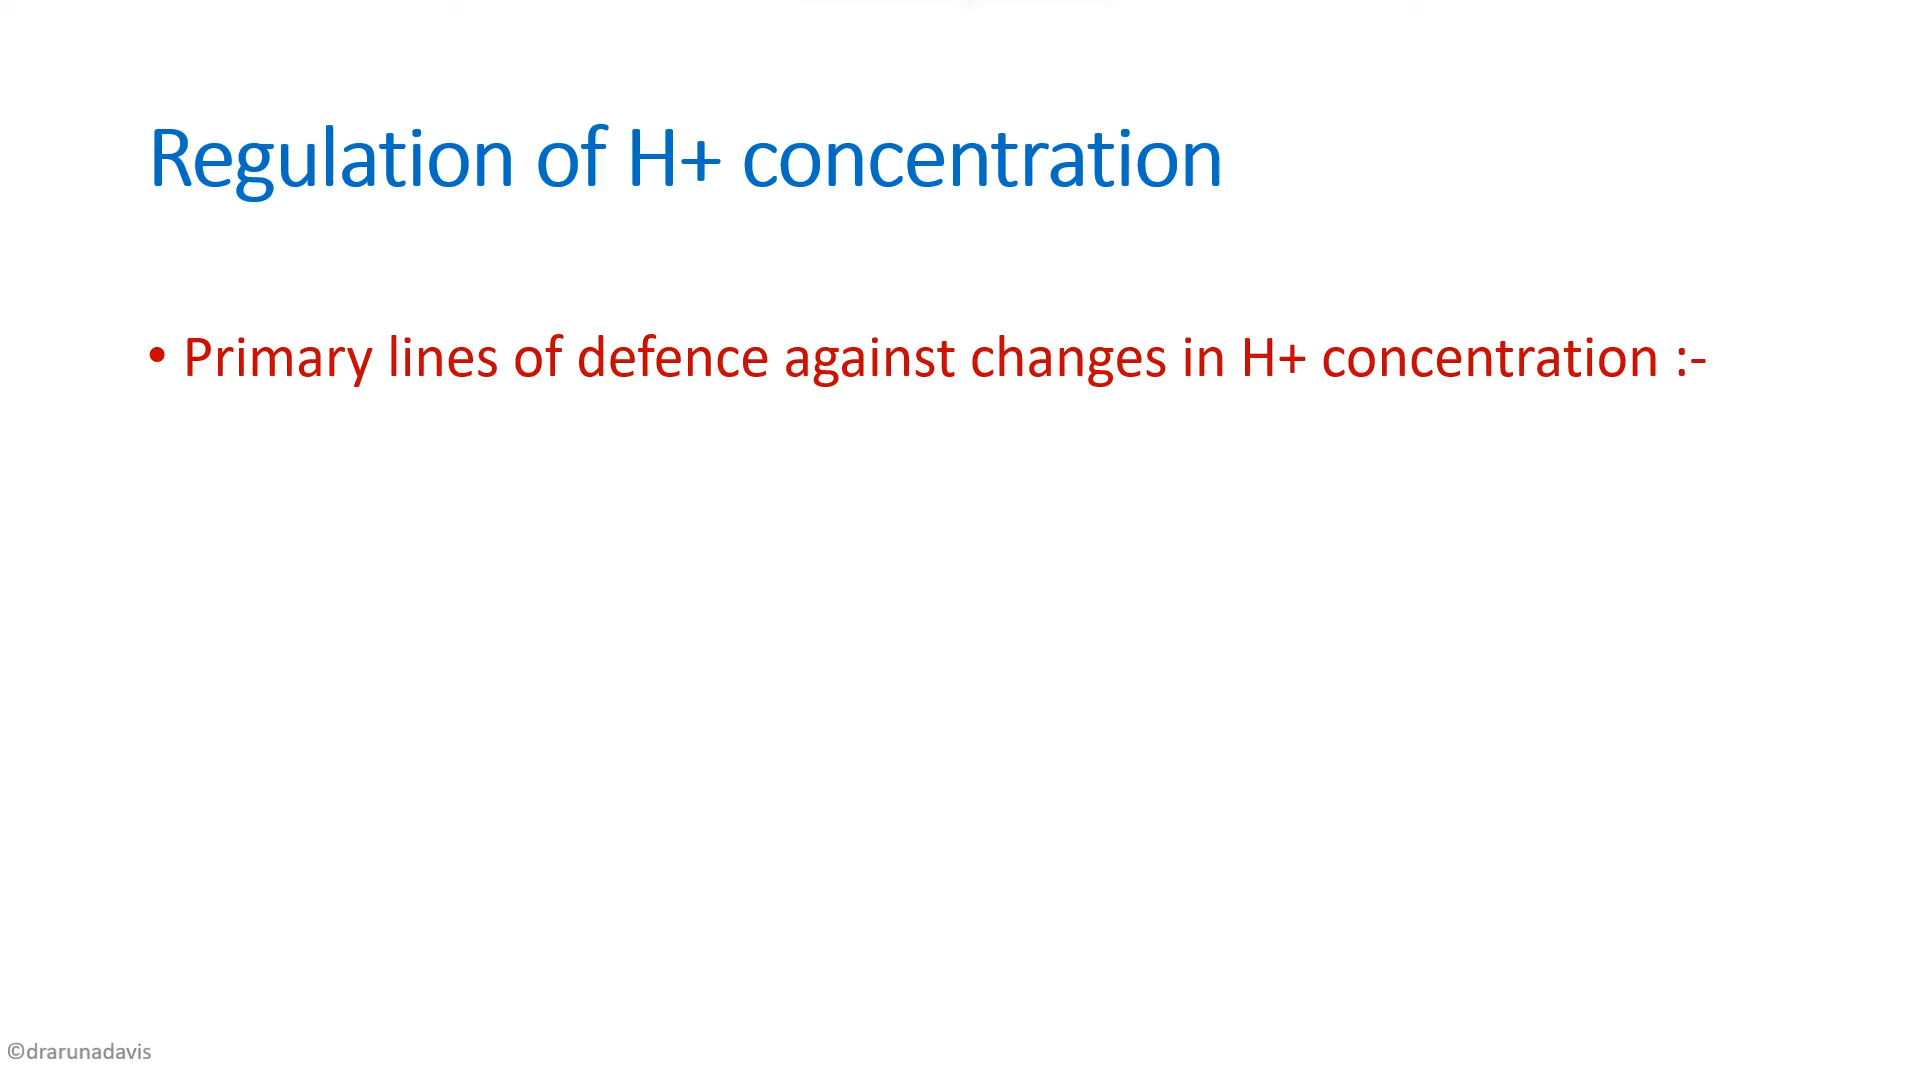 Regulation of H+ concentration
• Primary lines of defence against changes in H+ concentration :-
©drarunadavis